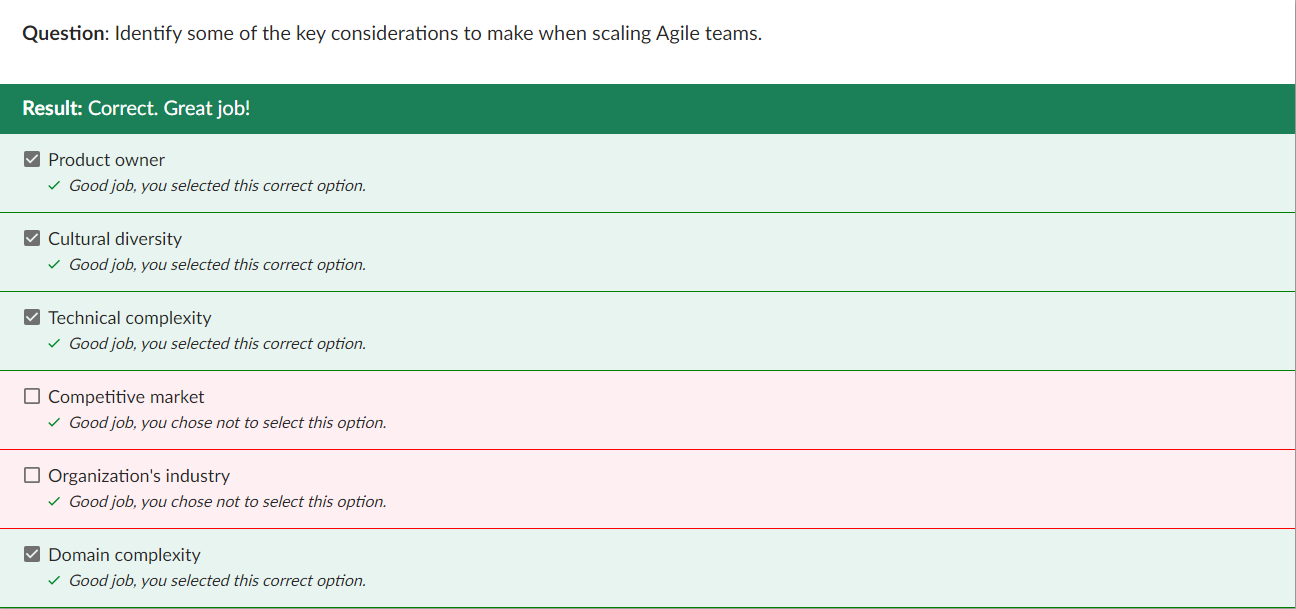 Question: Identify some of the key considerations to make when scaling Agile teams.
Result: Correct. Great job!
Product owner
Good job, you selected this correct option.
Cultural diversity
Good job, you selected this correct option.
Technical complexity
Good job, you selected this correct option.
Competitive market
Good job, you chose not to select this option.
Organization's industry
Good job, you chose not to select this option.
Domain complexity
Good job, you selected this correct option.